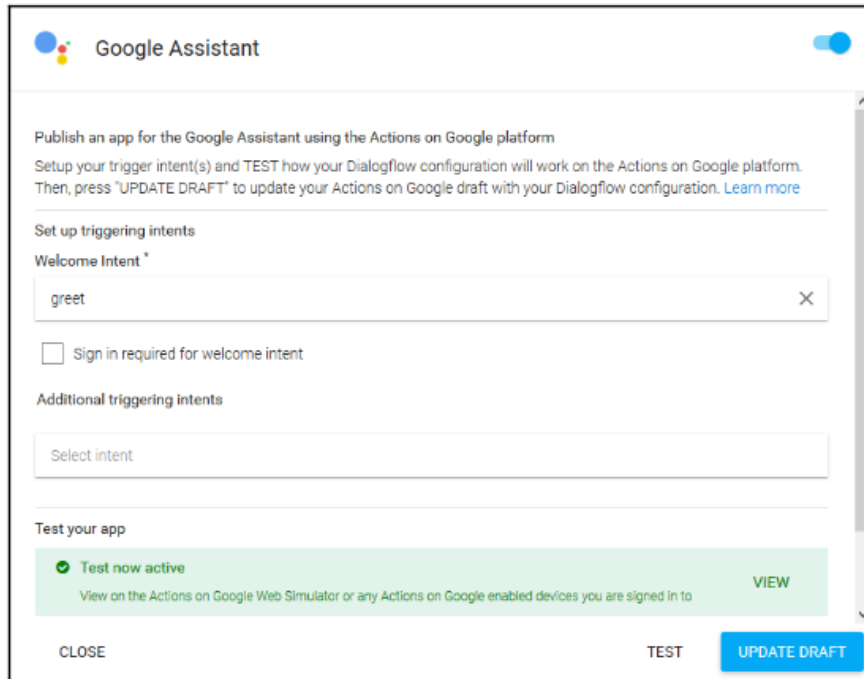 Google Assistant
Publish an app for the Google Assistant using the Actions on Google platform
Setup your trigger intent(s) and TEST how your Dialogflow configuration will work on the Actions on Google platform.
Then, press "UPDATE DRAFT" to update your Actions on Google draft with your Dialogflow configuration. Learn more
Set up triggering intents
Welcome Intent *
greet
Sign in required for welcome intent
Additional triggering intents
Select intent
Test your app
Test now active
View on the Actions on Google Web Simulator or any Actions on Google enabled devices you are signed in to
VIEW
CLOSE TEST UPDATE DRAFT